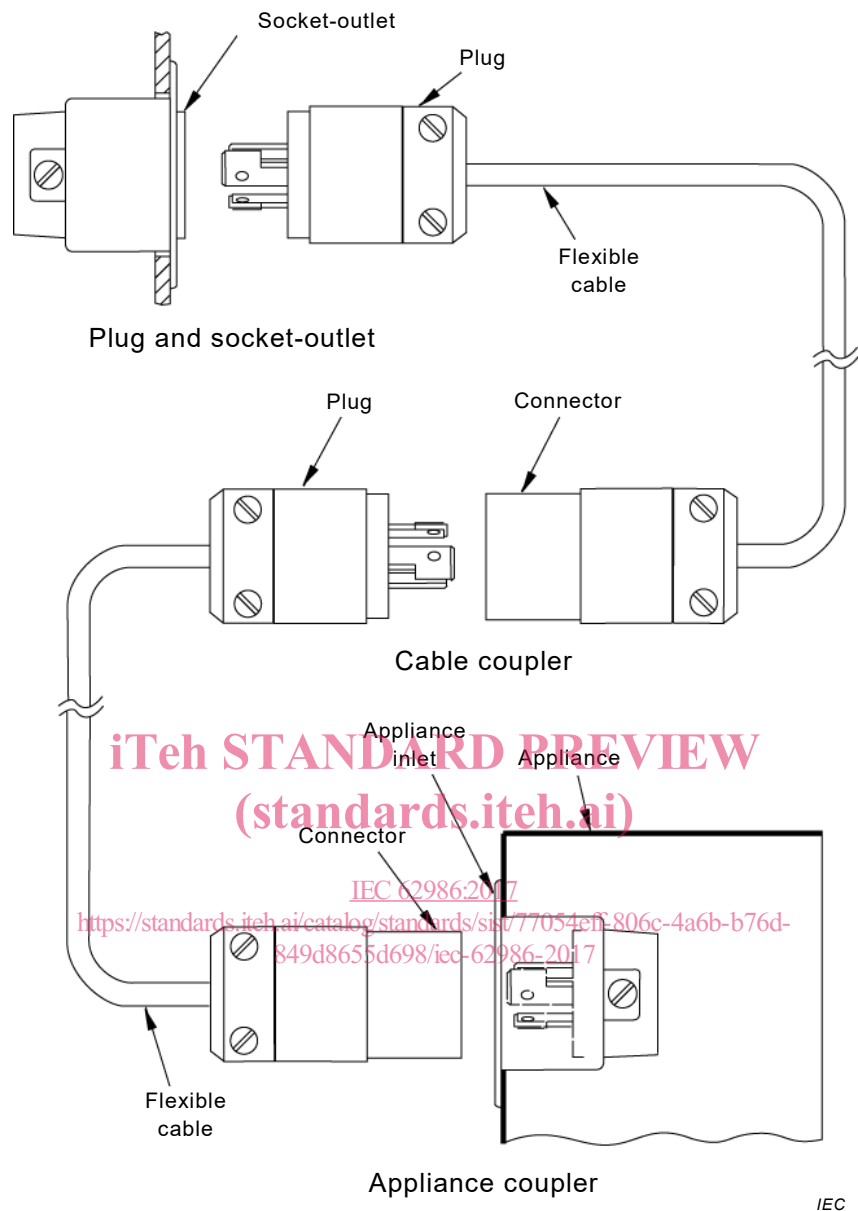 Socket-outlet
Plug
Flexible
cable
Plug and socket-outlet
Plug
Connector
Cable coupler
Appliance
inlet
Appliance
iTeh STANDARD PREVIEW
(standards.iteh.ai)
Connector
IEC 62986:2017
https://standards.iteh.ai/catalog/standards/sist/77054eff-806c-4a6b-b76d-
849d8655d698/iec-62986-2017
Flexible
cable
Appliance coupler
IEC